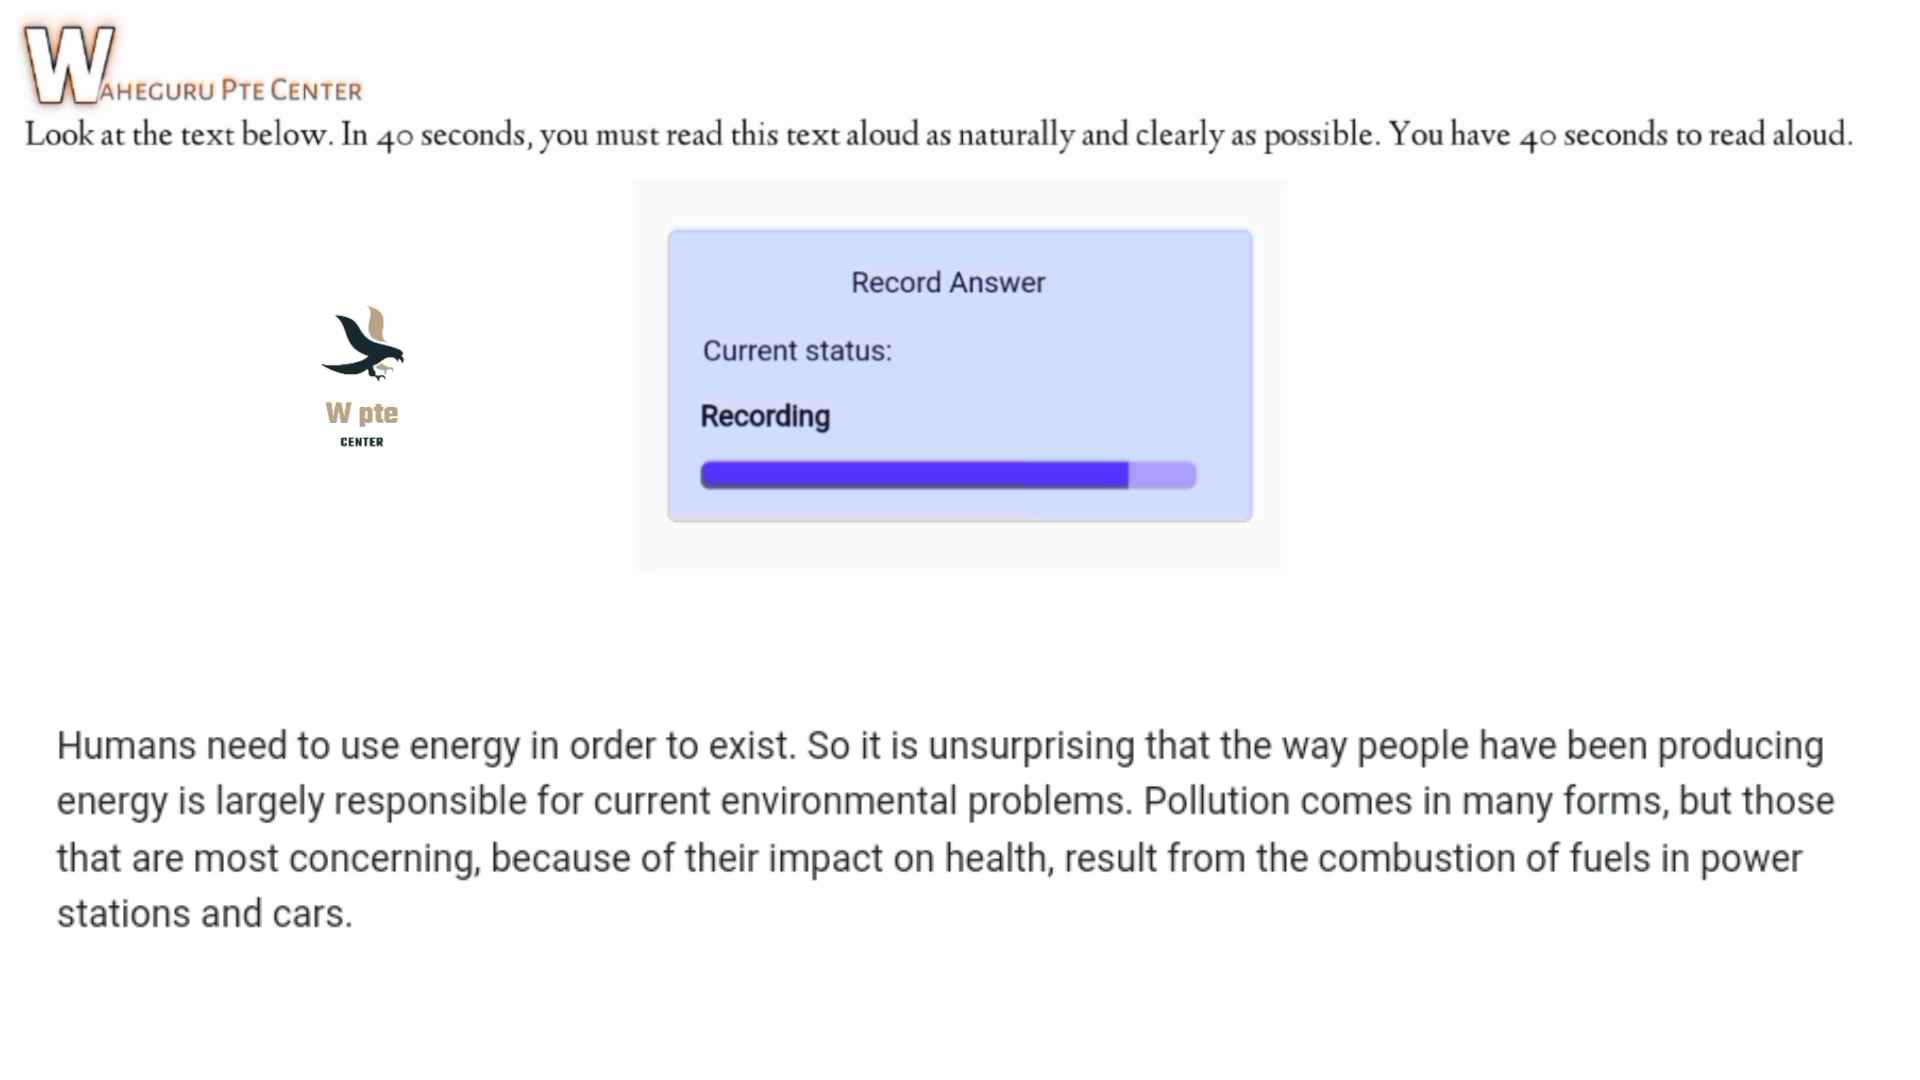 WAHEGURU PTE CENTER
Look at the text below. In 40 seconds, you must read this text aloud as naturally and clearly as possible. You have 40 seconds to read aloud.
Record Answer
Current status:
Recording
W pte
CENTER
Humans need to use energy in order to exist. So it is unsurprising that the way people have been producing
energy is largely responsible for current environmental problems. Pollution comes in many forms, but those
that are most concerning, because of their impact on health, result from the combustion of fuels in power
stations and cars.